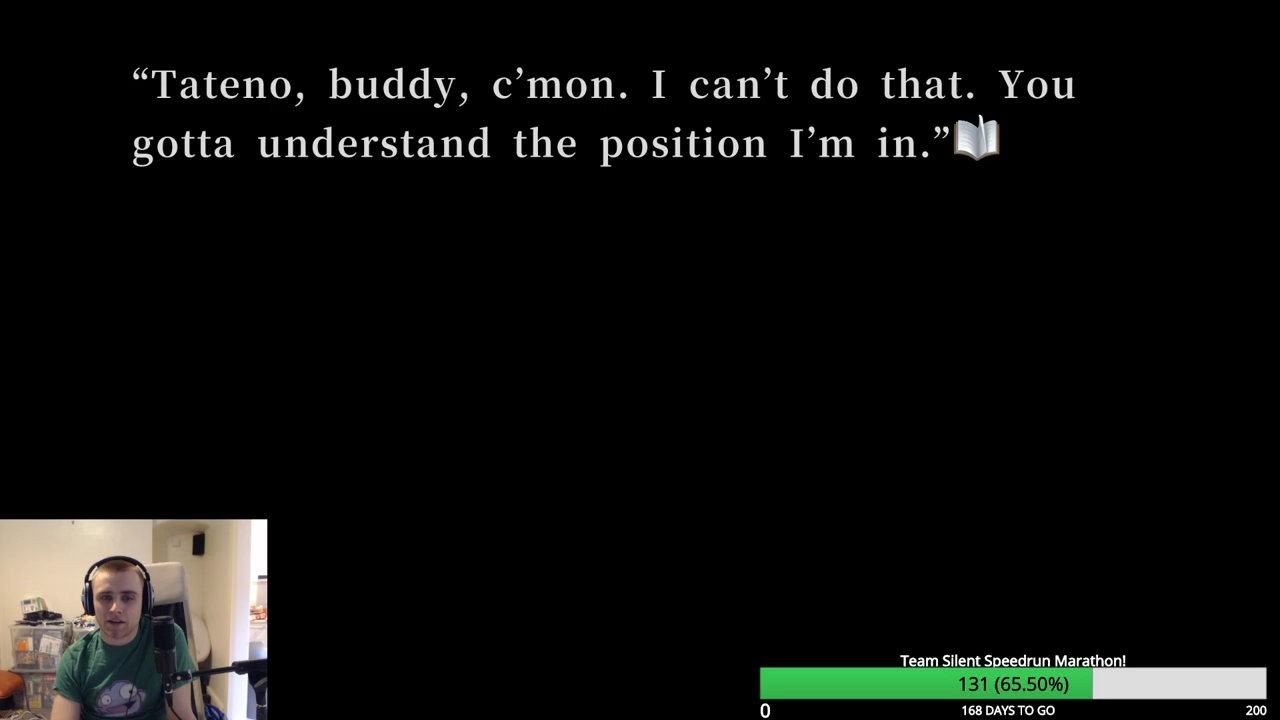 “Tateno, buddy, c’mon. I can’t do that. You
gotta understand the position I’m in.”
Team Silent Speedrun Marathon!
131 (65.50%)
0
168 DAYS TO GO
200